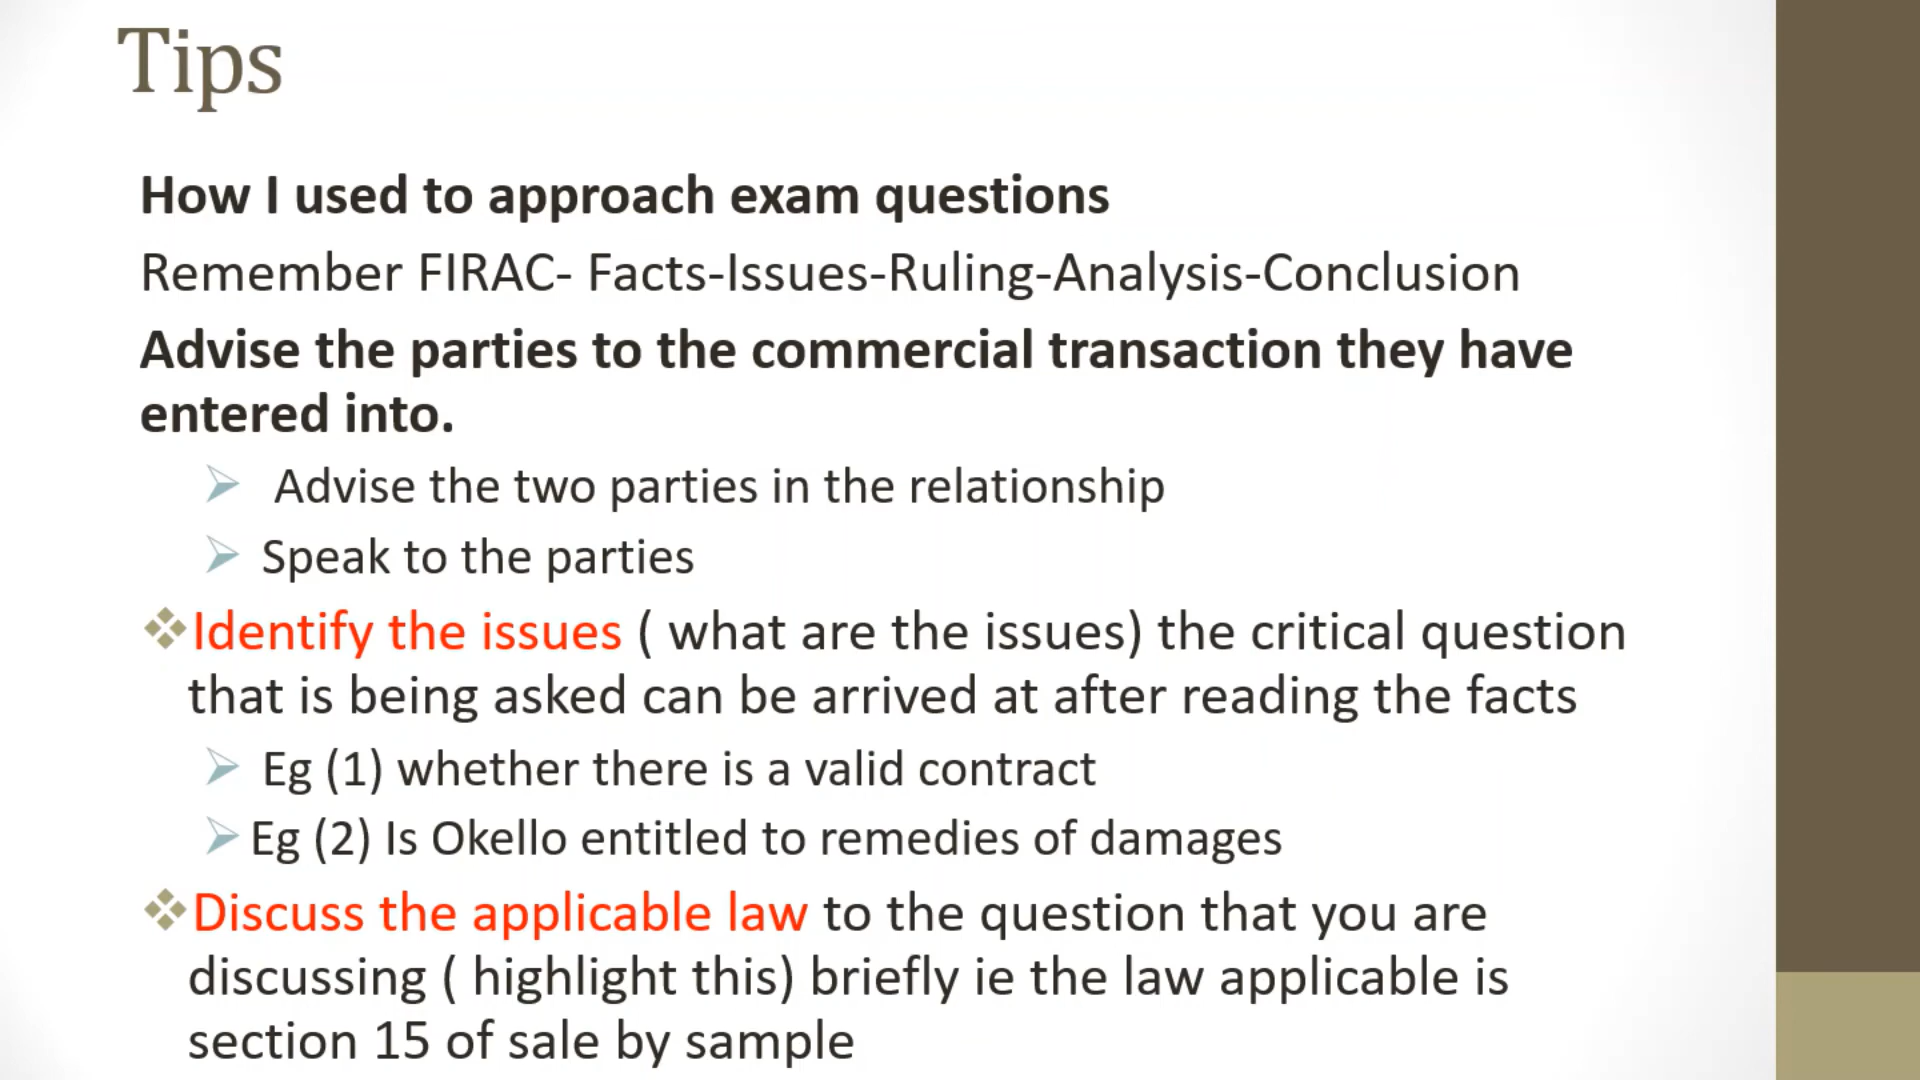 Tips
How I used to approach exam questions
Remember FIRAC- Facts-Issues-Ruling-Analysis-Conclusion
Advise the parties to the commercial transaction they have
entered into.
Advise the two parties in the relationship
Speak to the parties
Identify the issues ( what are the issues) the critical question
that is being asked can be arrived at after reading the facts
Eg (1) whether there is a valid contract
Eg (2) Is Okello entitled to remedies of damages
Discuss the applicable law to the question that you are
discussing ( highlight this) briefly ie the law applicable is
section 15 of sale by sample